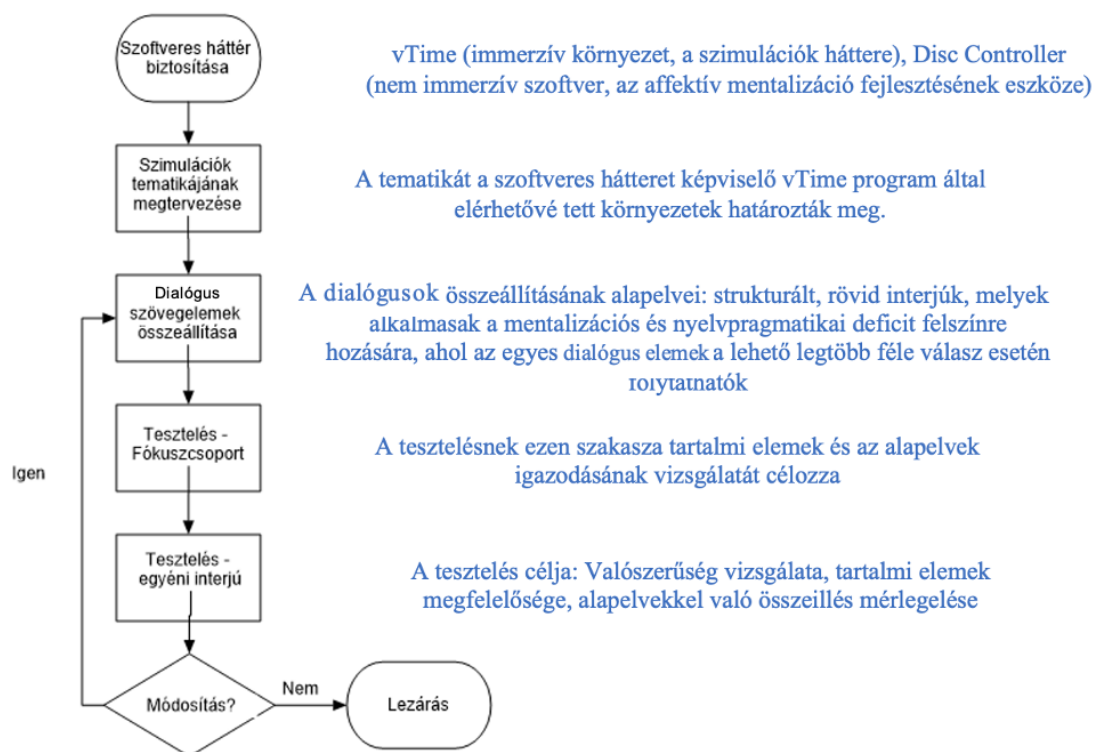 Szoftveres háttér
biztosítása
vTime (immerzív környezet, a szimulációk háttere), Disc Controller
(nem immerzív szoftver, az affektív mentalizáció fejlesztésének eszköze)
Szimulációk
tematikájának
megtervezése
A tematikát a szoftveres hátteret képviselő vTime program által
elérhetővé tett környezetek határozták meg.
Dialógus
szövegelemek
összeállítása
A dialógusok összeállításának alapelvei: strukturált, rövid interjúk, melyek
alkalmasak a mentalizációs és nyelvpragmatikai deficit felszínre
hozására, ahol az egyes dialógus elemek a lehető legtöbb féle válasz esetén
folytathatók
Tesztelés -
Fókuszcsoport
A tesztelésnek ezen szakasza tartalmi elemek és az alapelvek
igazodásának vizsgálatát célozza
Igen
Tesztelés -
egyéni interjú
A tesztelés célja: Valószerűség vizsgálata, tartalmi elemek
megfelelősége, alapelvekkel való összeillés mérlegelése
Módosítás?
Nem
Lezárás